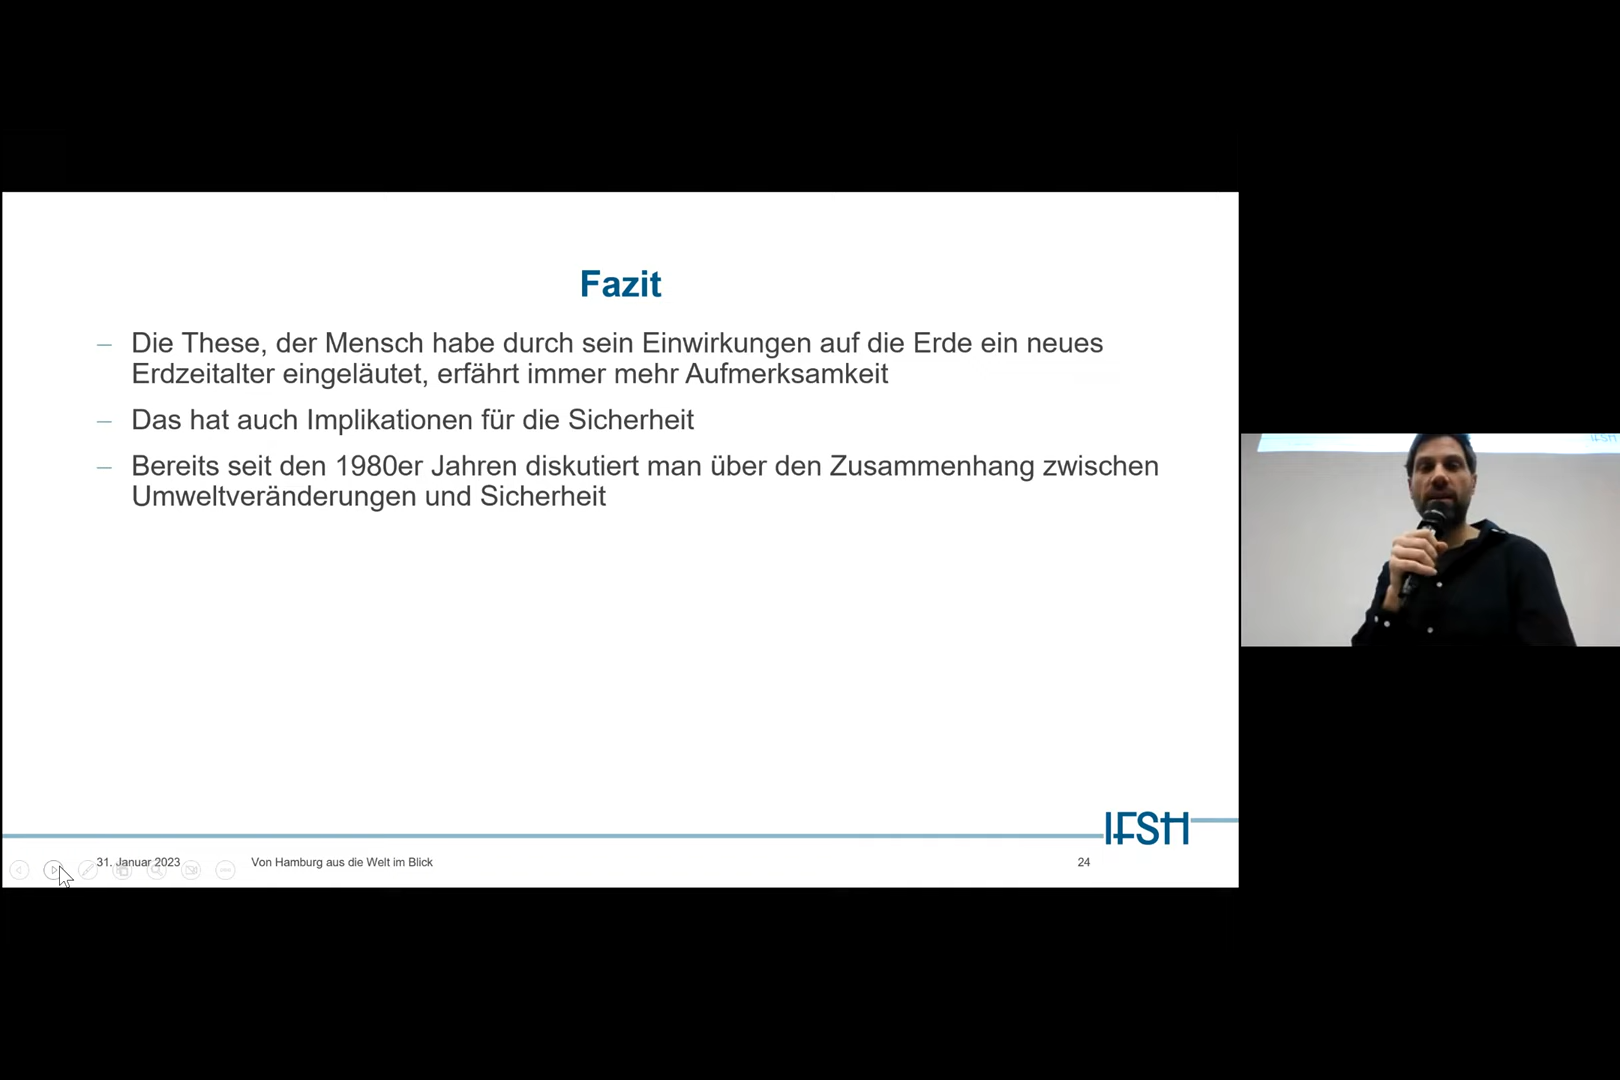 Fazit
– Die These, der Mensch habe durch sein Einwirkungen auf die Erde ein neues
Erdzeitalter eingeläutet, erfährt immer mehr Aufmerksamkeit
– Das hat auch Implikationen für die Sicherheit
– Bereits seit den 1980er Jahren diskutiert man über den Zusammenhang zwischen
Umweltveränderungen und Sicherheit
IFSH
IFSH
31. Januar 2023 Von Hamburg aus die Welt im Blick 24